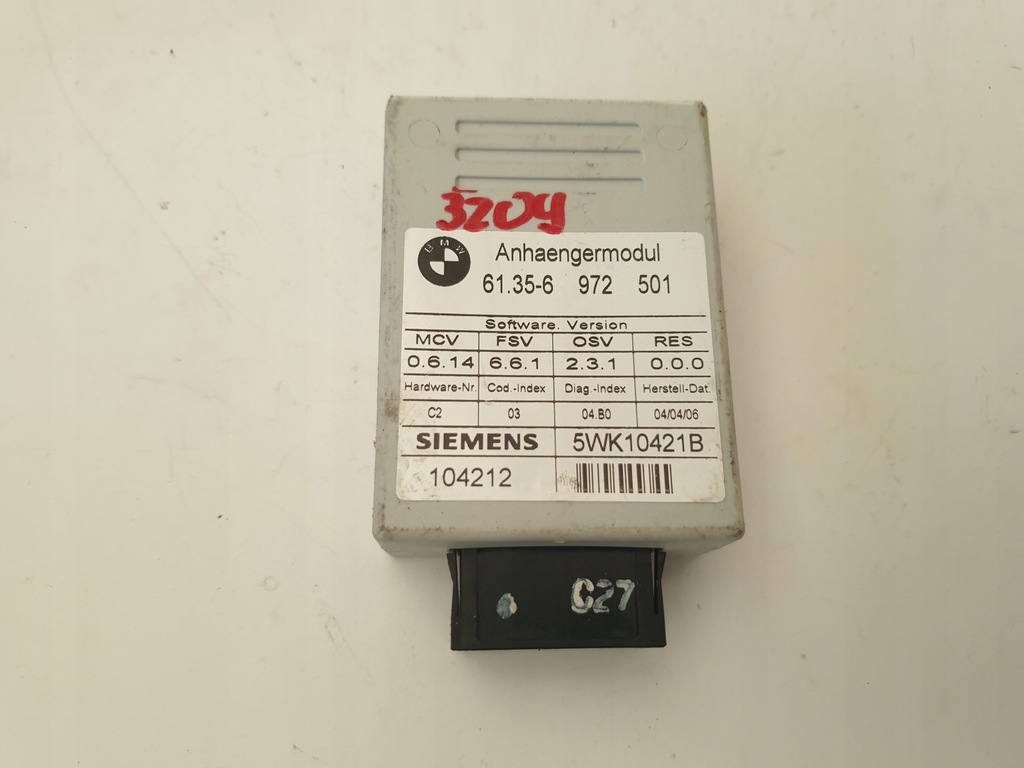 3204
BMW
Anhaengermodul
61.35-6 972 501
Software. Version
MCV FSV OSV RES
0.6.14 6.6.1 2.3.1 0.0.0
Hardware-Nr. Cod.-Index Diag.-Index Herstell-Dat.
C2 03 04.B0 04/04/06
SIEMENS 5WK10421B
104212
C27